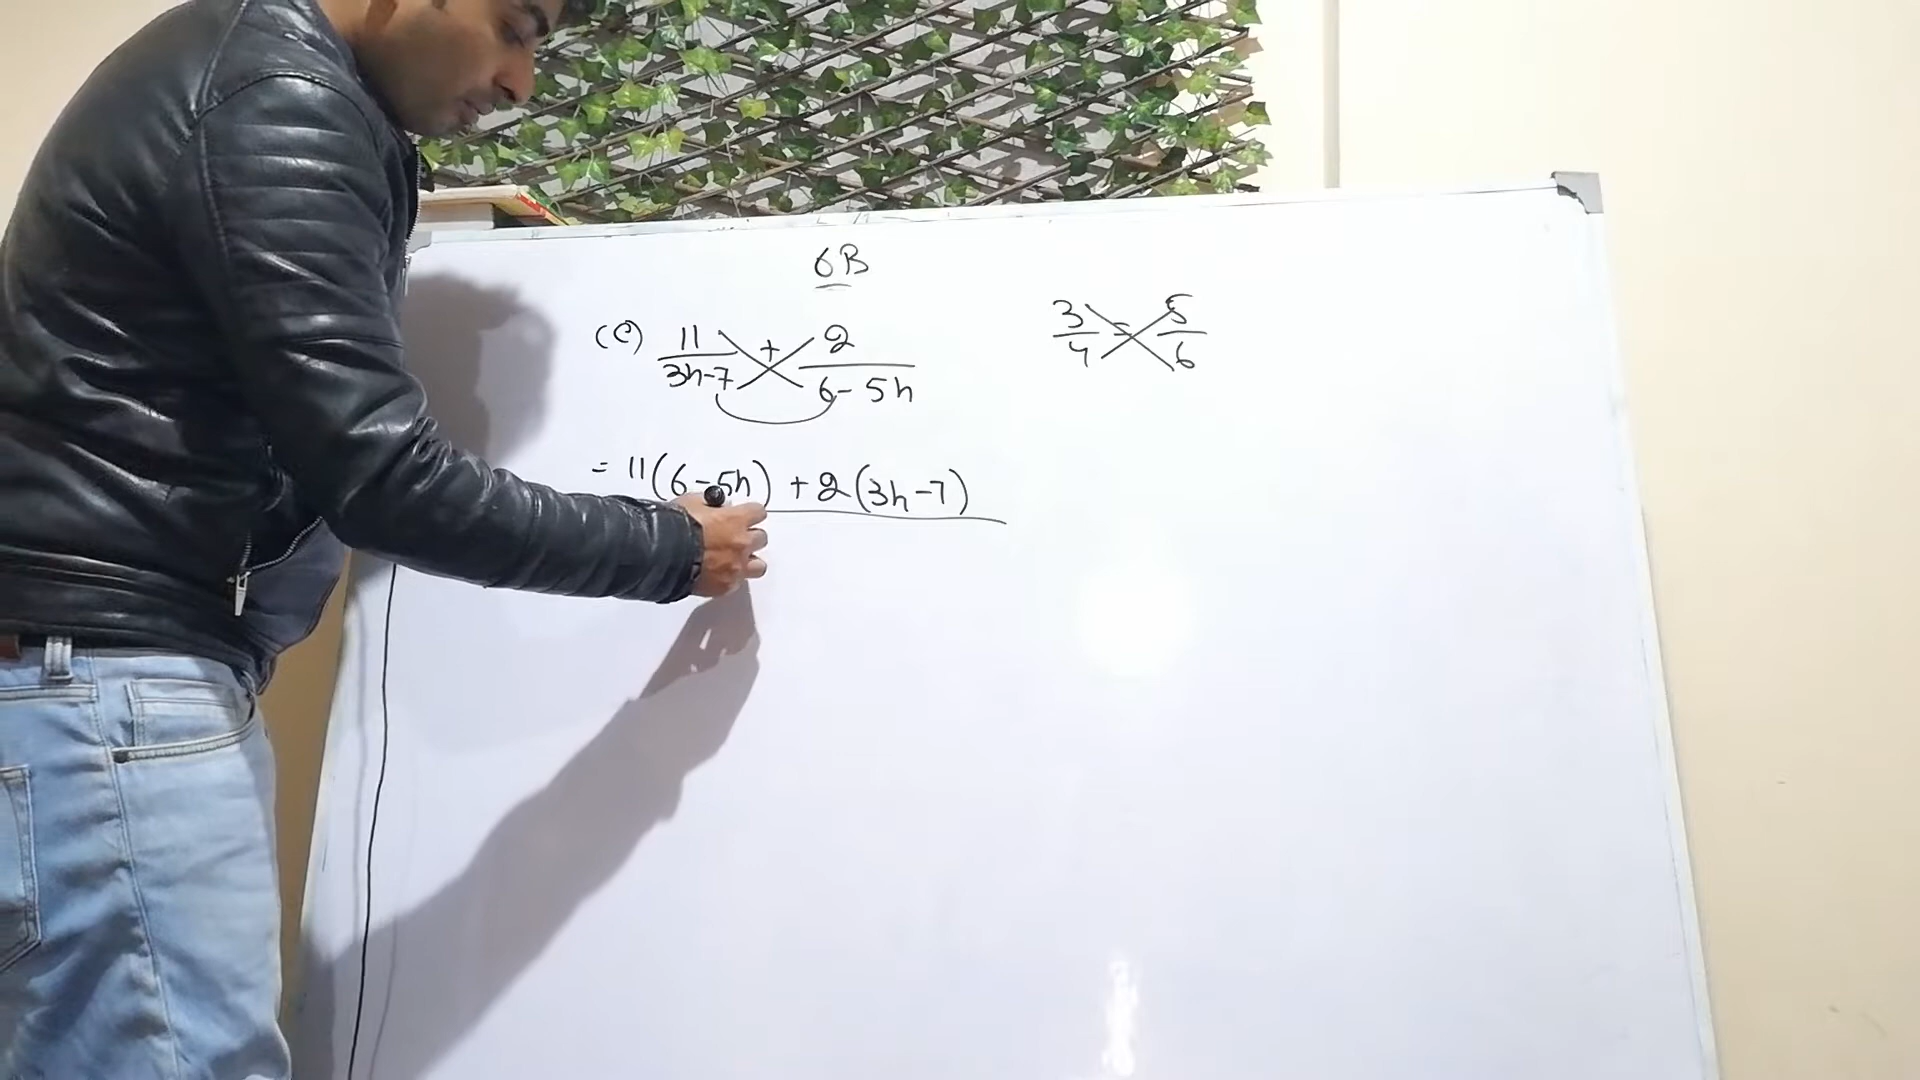 6B
(e) 11/3h-7 + 2/6-5h
3/4 = 5/6
= 11(6-5h) + 2(3h-7)